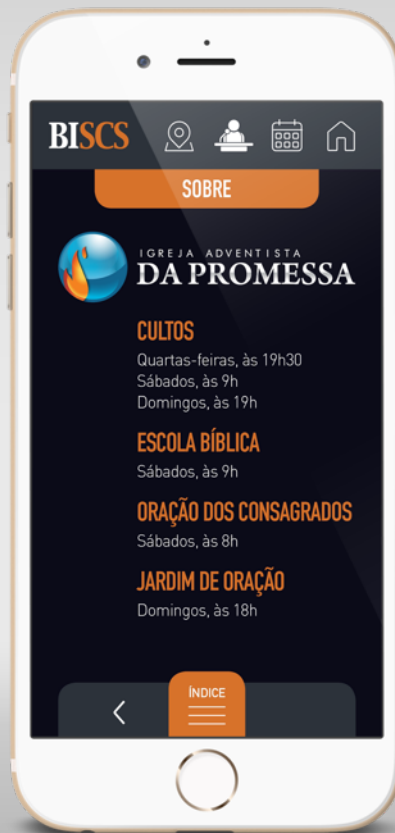 BISCS
SOBRE
IGREJA ADVENTISTA
DA PROMESSA
CULTOS
Quartas-feiras, às 19h30
Sábados, às 9h
Domingos, às 19h
ESCOLA BÍBLICA
Sábados, às 9h
ORAÇÃO DOS CONSAGRADOS
Sábados, às 8h
JARDIM DE ORAÇÃO
Domingos, às 18h
ÍNDICE